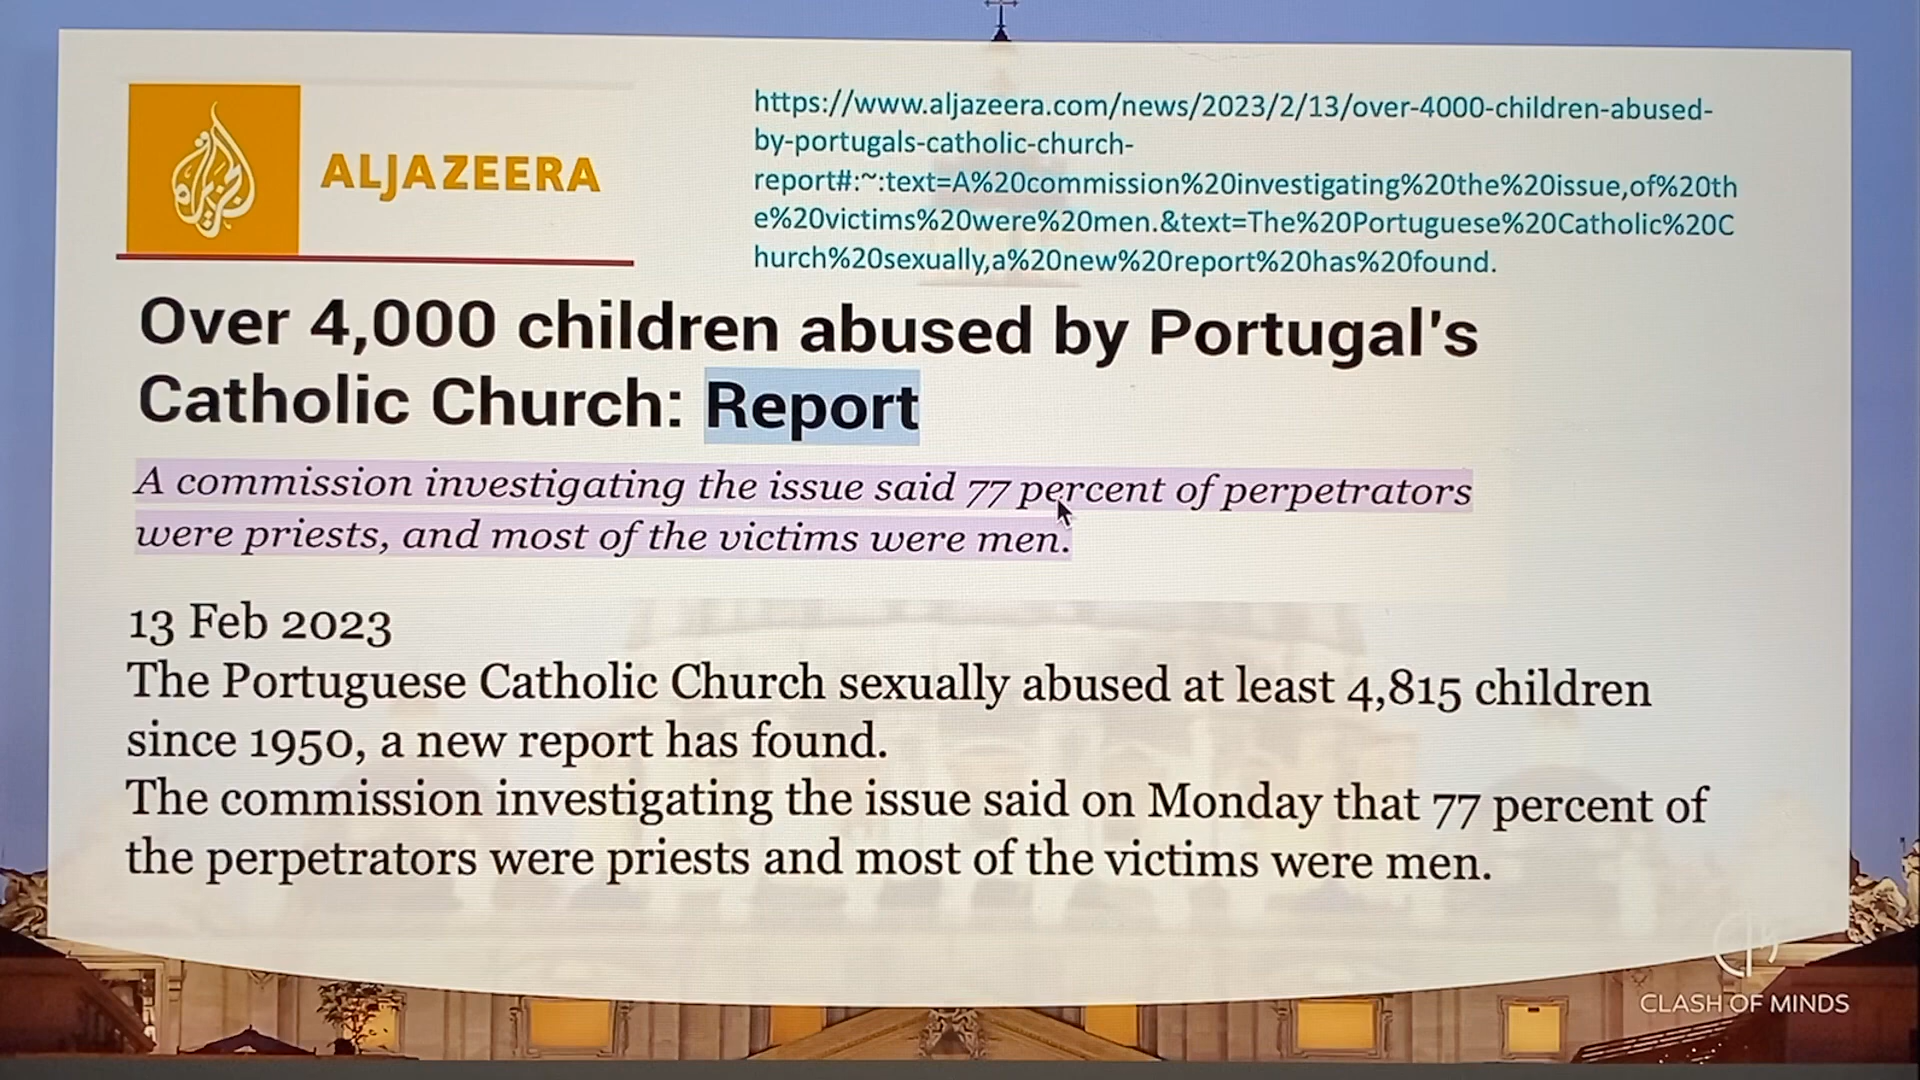 ALJAZEERA
https://www.aljazeera.com/news/2023/2/13/over-4000-children-abused-
by-portugals-catholic-church-
report#:~:text=A%20commission%20investigating%20the%20issue,of%20th
e%20victims%20were%20men.&text=The%20Portuguese%20Catholic%20C
hurch%20sexually,a%20new%20report%20has%20found.
Over 4,000 children abused by Portugal's
Catholic Church: Report
A commission investigating the issue said 77 percent of perpetrators
were priests, and most of the victims were men.
13 Feb 2023
The Portuguese Catholic Church sexually abused at least 4,815 children
since 1950, a new report has found.
The commission investigating the issue said on Monday that 77 percent of
the perpetrators were priests and most of the victims were men.
CLASH OF MINDS